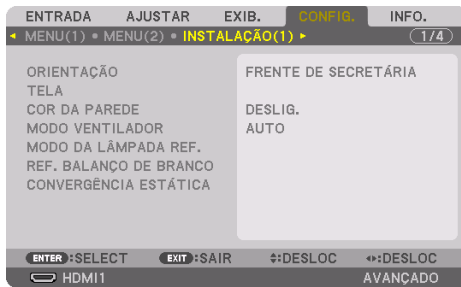 ENTRADA AJUSTAR EXIB. CONFIG. INFO.
MENU(1) • MENU(2) • INSTALAÇÃO(1) 1/4
ORIENTAÇÃO FRENTE DE SECRETÁRIA
TELA
COR DA PAREDE DESLIG.
MODO VENTILADOR AUTO
MODO DA LÂMPADA REF.
REF. BALANÇO DE BRANCO
CONVERGÊNCIA ESTÁTICA
ENTER :SELECT EXIT :SAIR :DESLOC :DESLOC
HDMI1 AVANÇADO